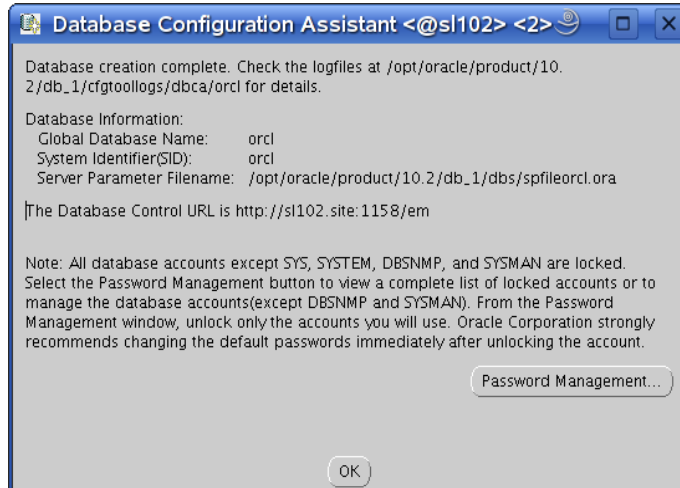 Database Configuration Assistant <@sl102> <2>
Database creation complete. Check the logfiles at /opt/oracle/product/10.
2/db_1/cfgtoollogs/dbca/orcl for details.
Database Information:
Global Database Name: orcl
System Identifier(SID): orcl
Server Parameter Filename: /opt/oracle/product/10.2/db_1/dbs/spfileorcl.ora
The Database Control URL is http://sl102.site:1158/em
Note: All database accounts except SYS, SYSTEM, DBSNMP, and SYSMAN are locked.
Select the Password Management button to view a complete list of locked accounts or to
manage the database accounts(except DBSNMP and SYSMAN). From the Password
Management window, unlock only the accounts you will use. Oracle Corporation strongly
recommends changing the default passwords immediately after unlocking the account.
Password Management...
OK